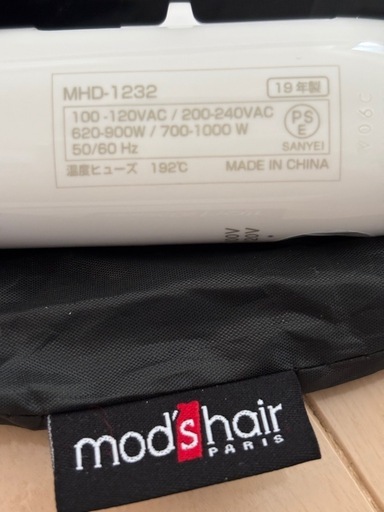 MHD-1232
19年製
100-120VAC / 200-240VAC
620-900W / 700-1000 W
50/60 Hz
PS
E
SANYEI
温度ヒューズ 192℃
MADE IN CHINA
mod's hair
PARIS